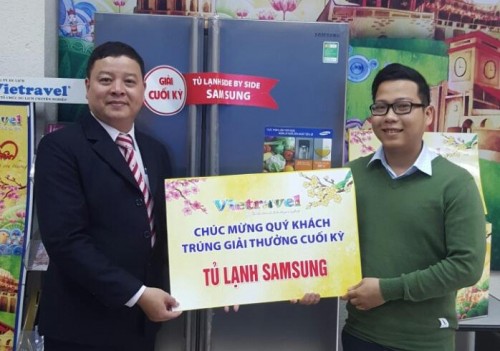 Vietravel
GIẢI
CUỐI KỲ
TỦ LẠNH SIDE BY SIDE
SAMSUNG
Vietravel
CHÚC MỪNG QUÝ KHÁCH
TRÚNG GIẢI THƯỞNG CUỐI KỲ
TỦ LẠNH SAMSUNG